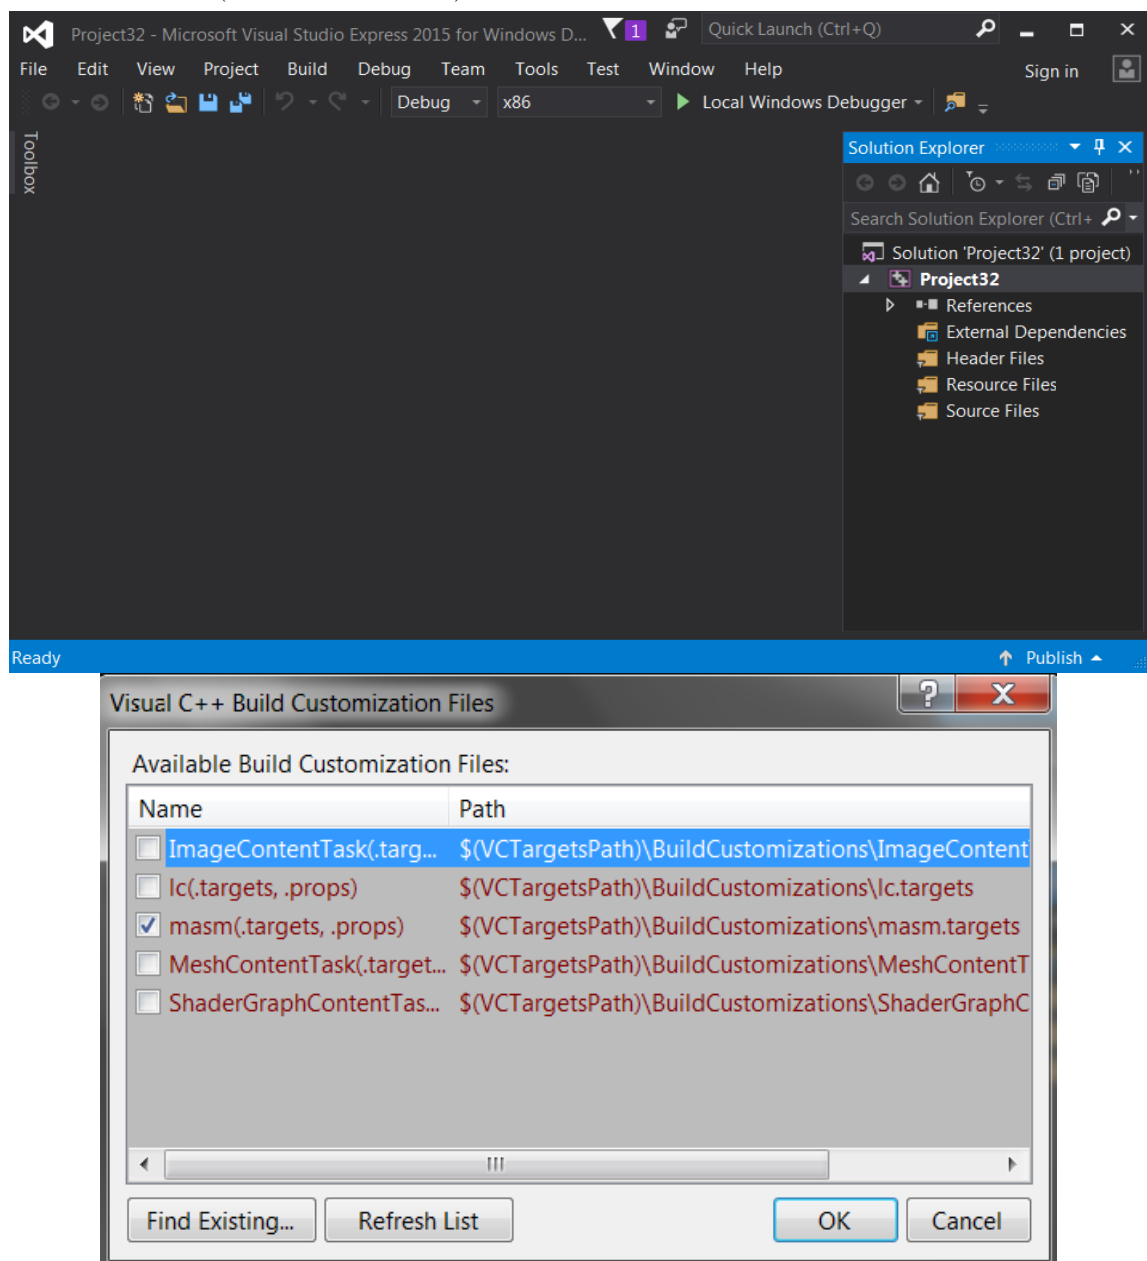 Project32 - Microsoft Visual Studio Express 2015 for Windows D... 1 Quick Launch (Ctrl+Q)
File Edit View Project Build Debug Team Tools Test Window Help Sign in
Debug x86 Local Windows Debugger
Toolbox
Solution Explorer
Search Solution Explorer (Ctrl+
Solution 'Project32' (1 project)
Project32
References
External Dependencies
Header Files
Resource Files
Source Files
Ready Publish
Visual C++ Build Customization Files
Available Build Customization Files:
Name Path
ImageContentTask(.targ... $(VCTargetsPath)\BuildCustomizations\ImageContent
lc(.targets, .props) $(VCTargetsPath)\BuildCustomizations\lc.targets
masm(.targets, .props) $(VCTargetsPath)\BuildCustomizations\masm.targets
MeshContentTask(.target... $(VCTargetsPath)\BuildCustomizations\MeshContentT
ShaderGraphContentTas... $(VCTargetsPath)\BuildCustomizations\ShaderGraphC
Find Existing... Refresh List OK Cancel